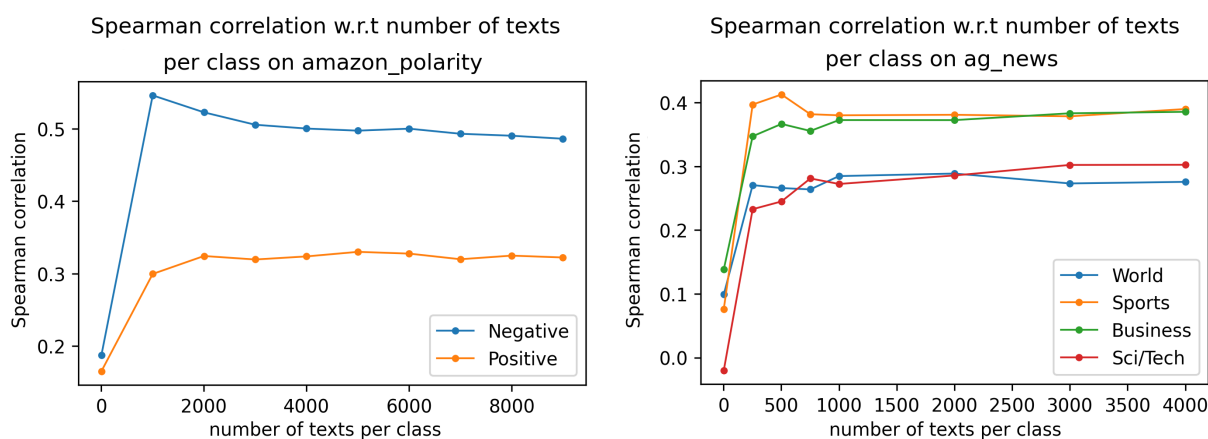 Spearman correlation w.r.t number of texts
per class on amazon_polarity
Spearman correlation
0.5
0.4
0.3
0.2
0 2000 4000 6000 8000
number of texts per class
Negative
Positive
Spearman correlation w.r.t number of texts
per class on ag_news
Spearman correlation
0.4
0.3
0.2
0.1
0.0
0 500 1000 1500 2000 2500 3000 3500 4000
number of texts per class
World
Sports
Business
Sci/Tech